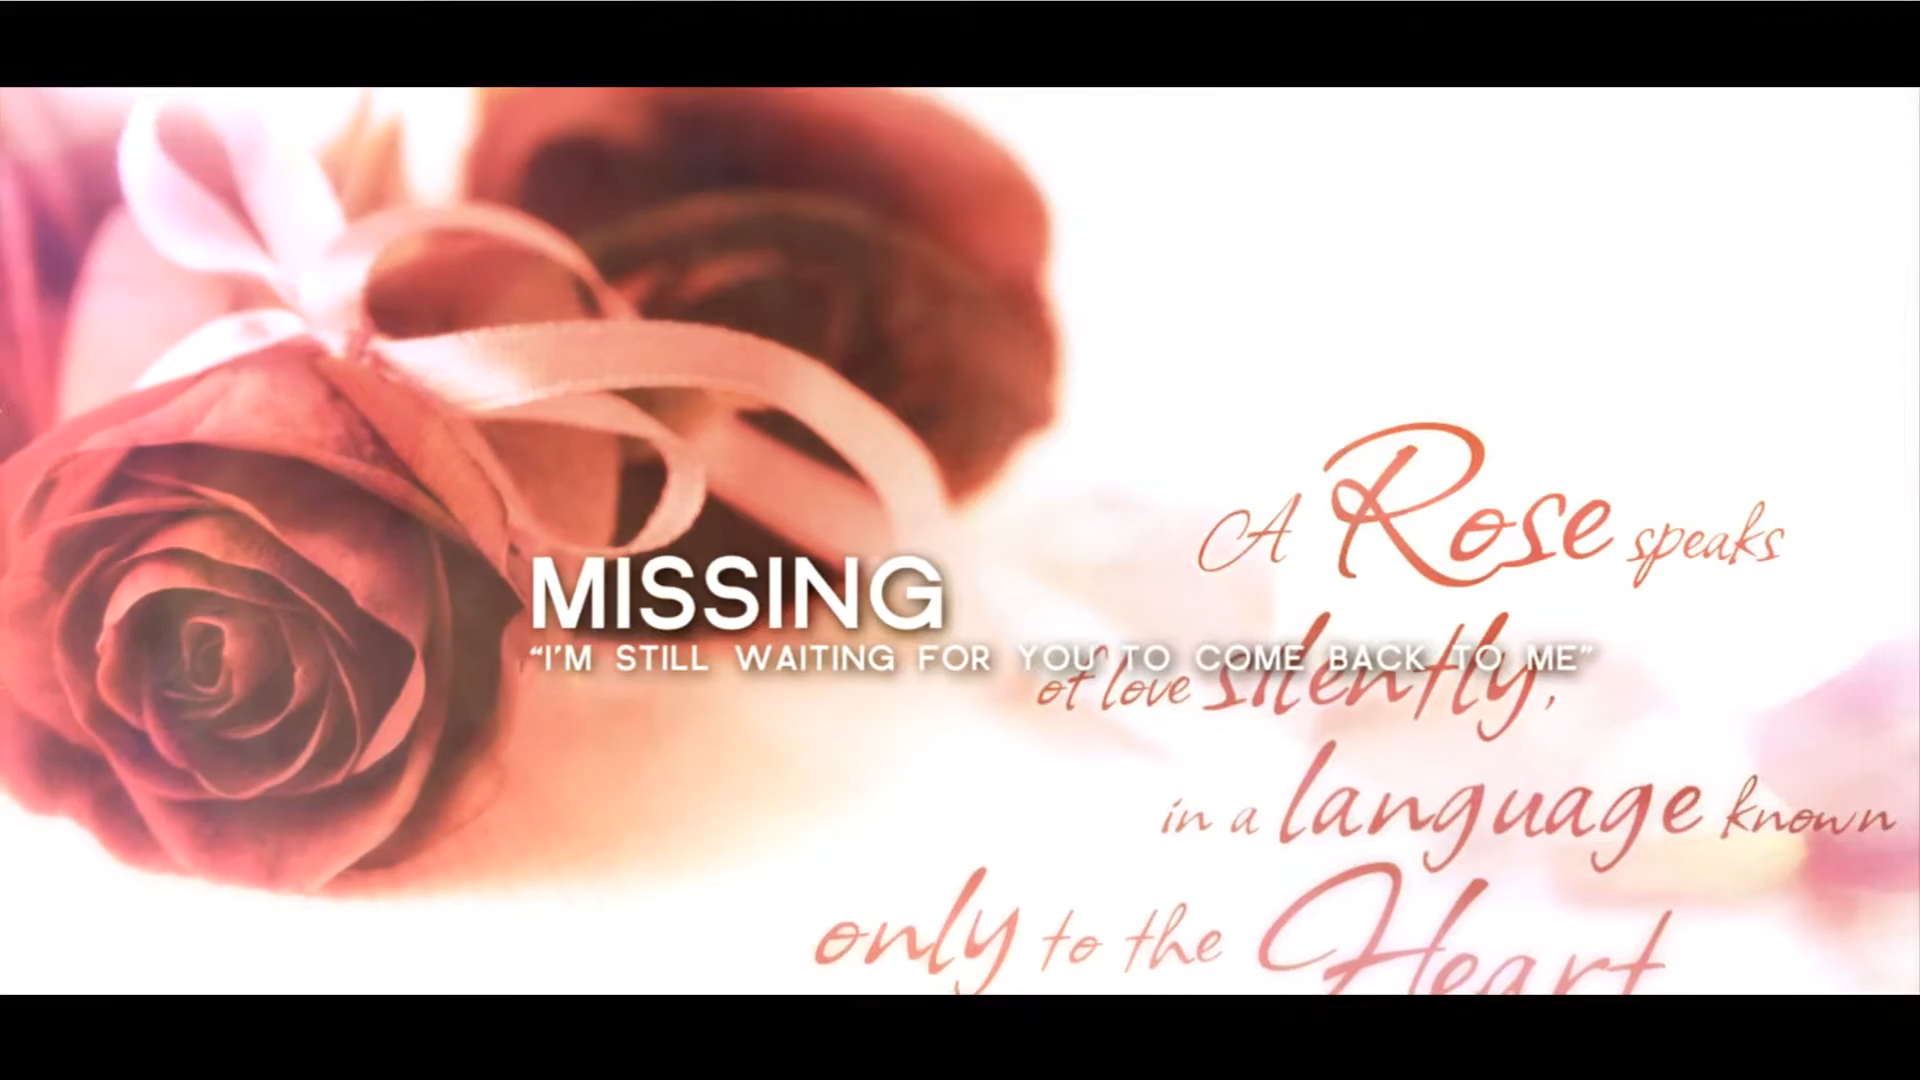 A Rose speaks
MISSING
"I'M STILL WAITING FOR YOU TO COME BACK TO ME"
of love silently,
in a language known
only to the Heart